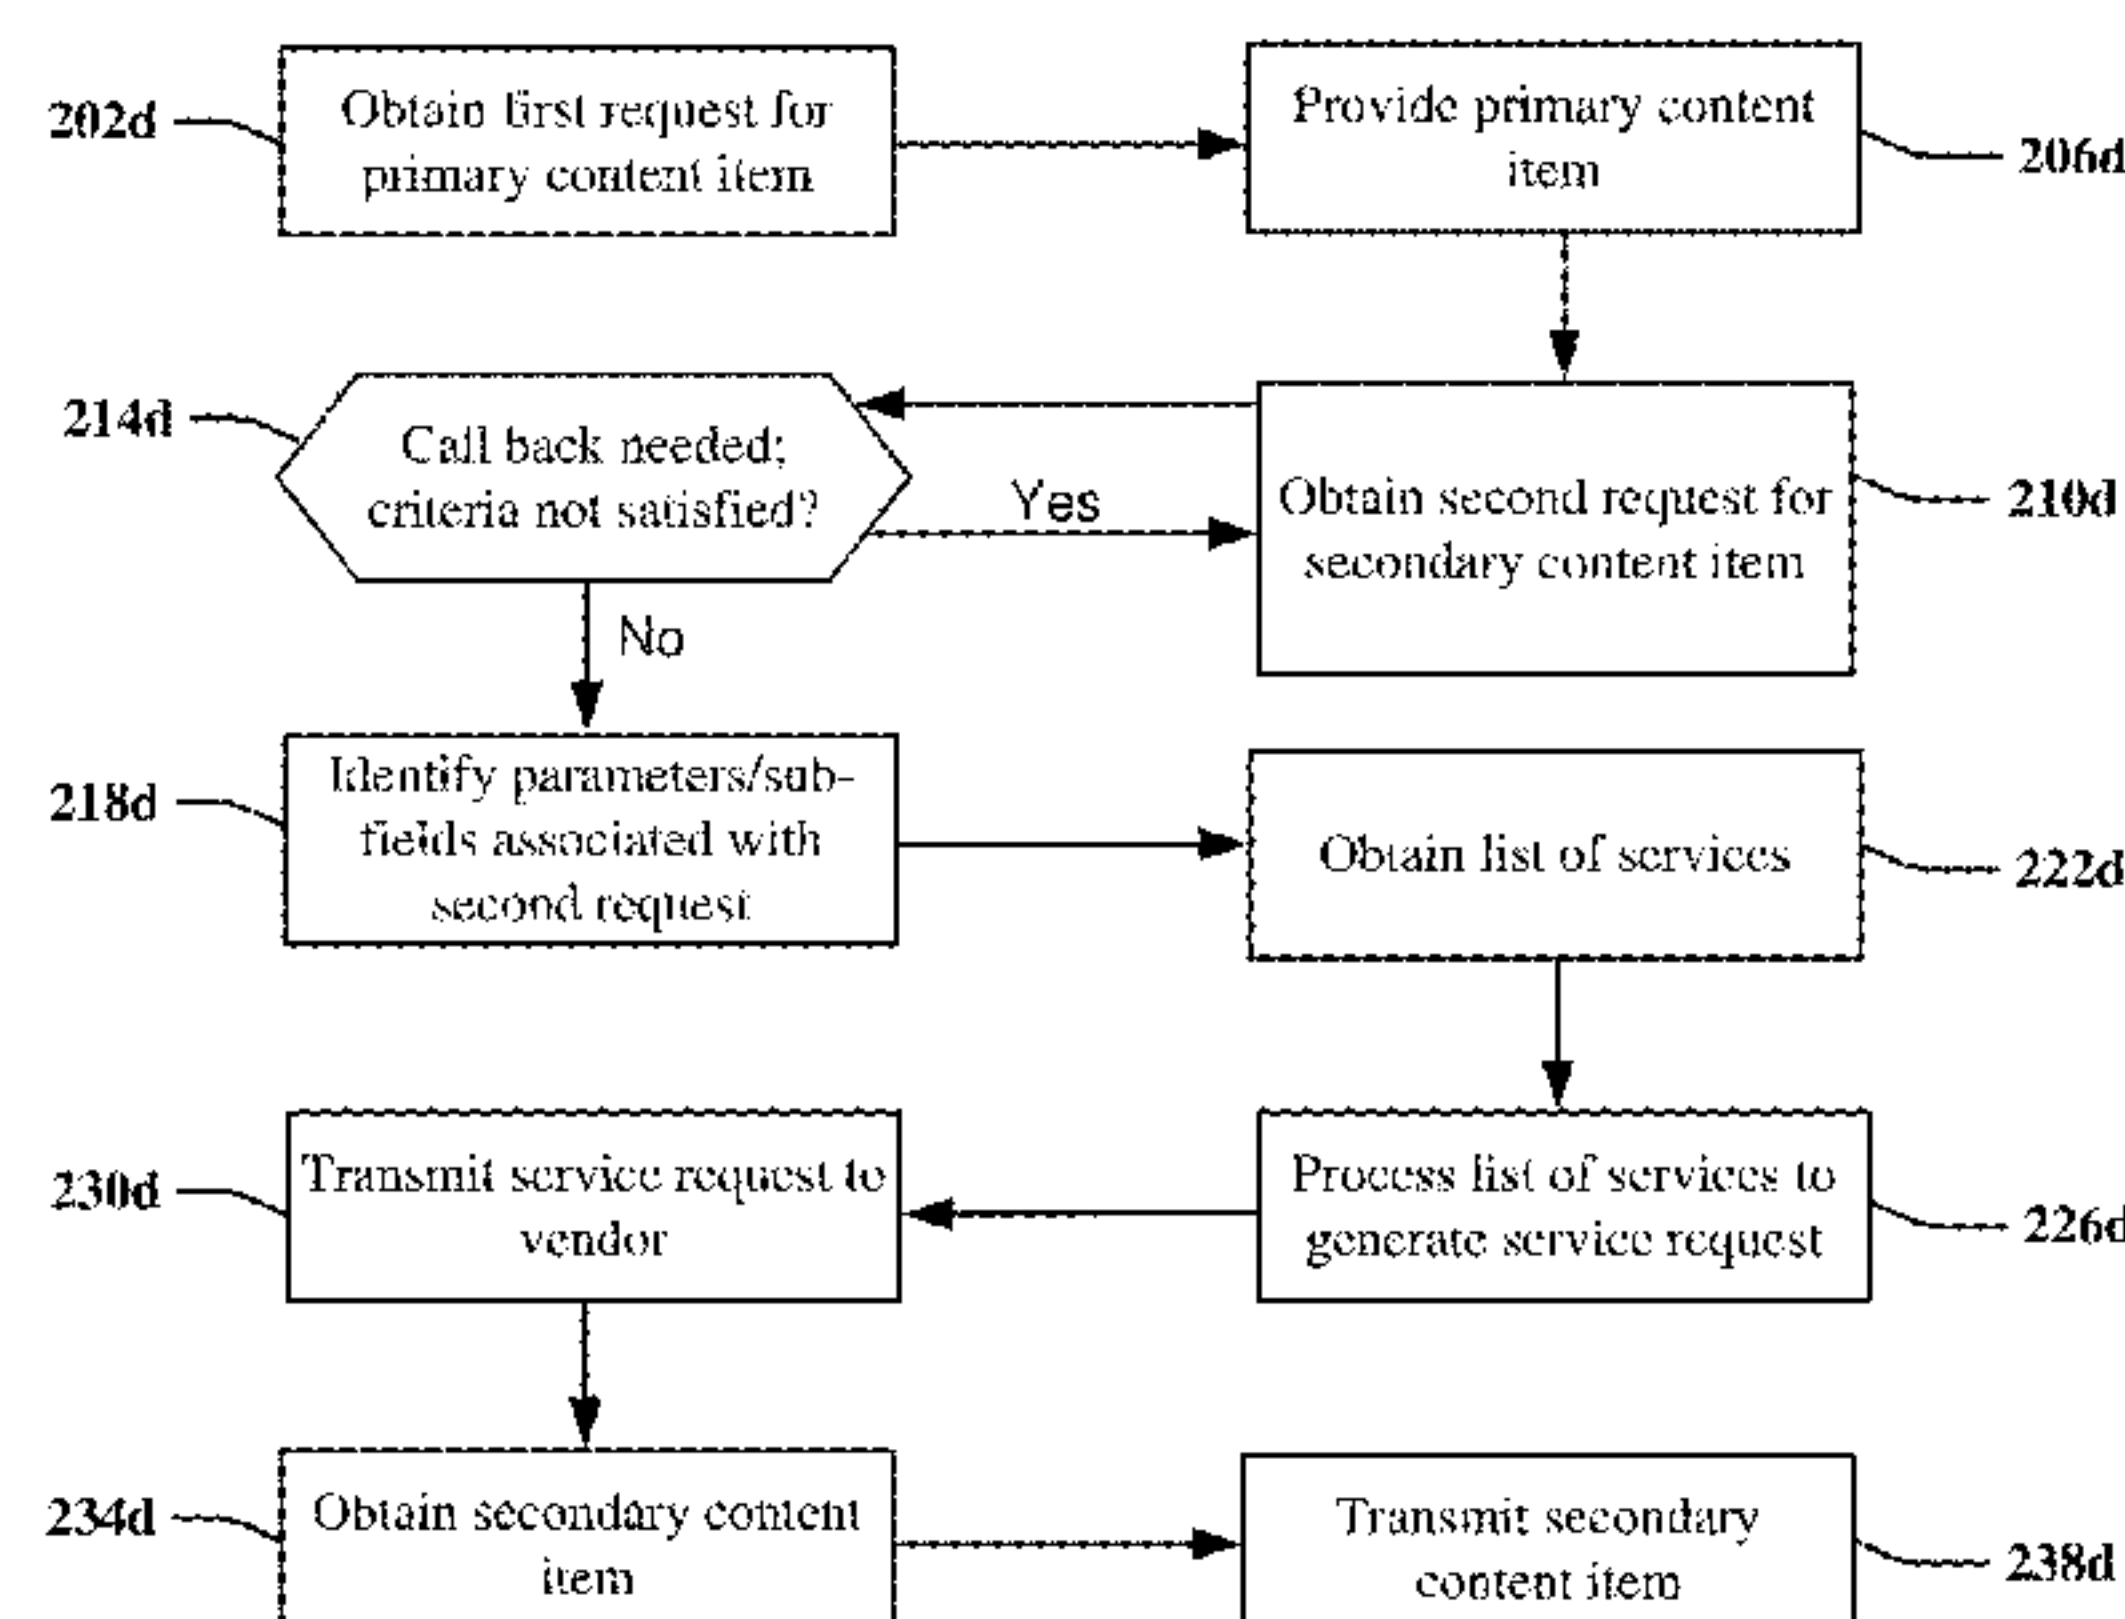 202d
Obtain first request for
primary content item
Provide primary content
item
206d
214d
Call back needed;
criteria not satisfied?
Yes
Obtain second request for
secondary content item
210d
No
218d
Identify parameters/sub-
fields associated with
second request
Obtain list of services
222d
230d
Transmit service request to
vendor
Process list of services to
generate service request
226d
234d
Obtain secondary content
item
Transmit secondary
content item
238d